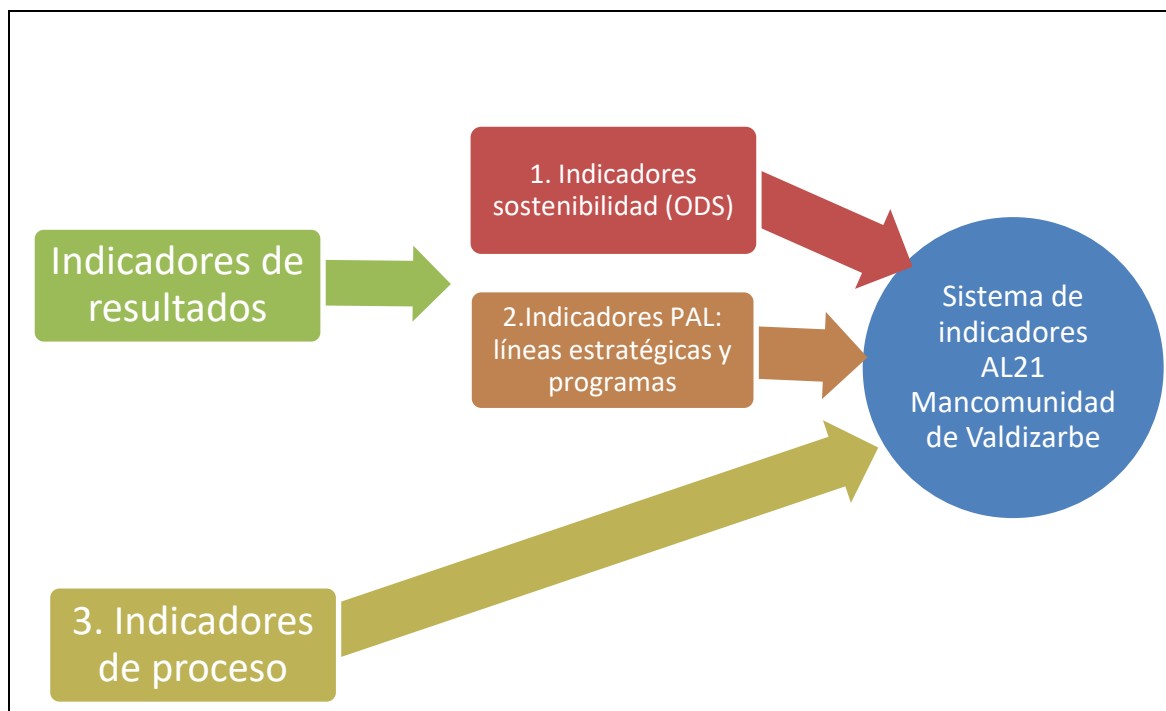 1. Indicadores
sostenibilidad (ODS)
Indicadores de
resultados
2.Indicadores PAL:
líneas estratégicas y
programas
Sistema de
indicadores
AL21
Mancomunidad
de Valdizarbe
3. Indicadores
de proceso